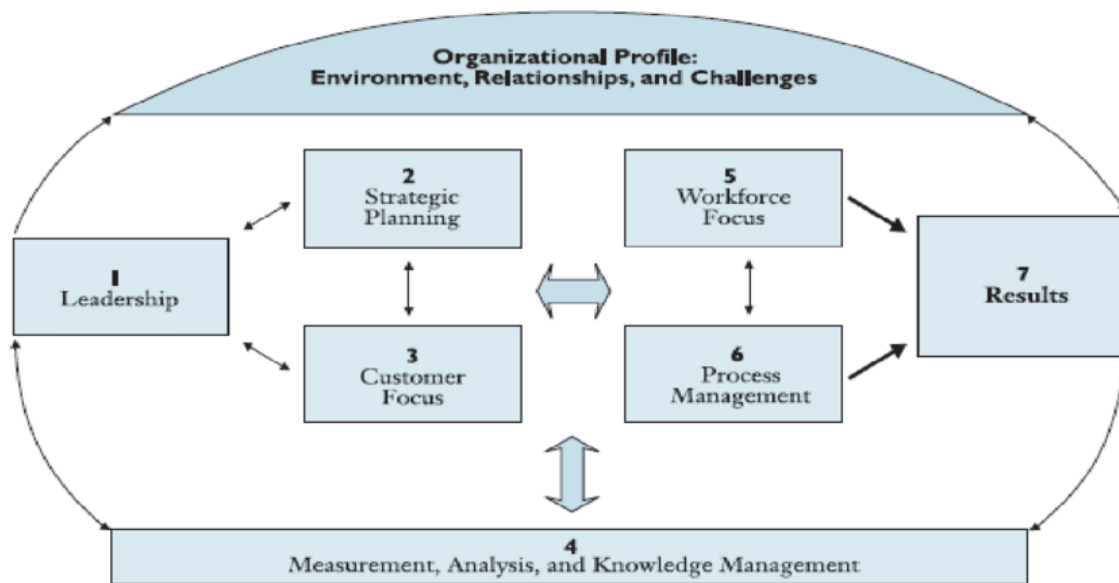 Organizational Profile:
Environment, Relationships, and Challenges
2
Strategic
Planning
5
Workforce
Focus
1
Leadership
7
Results
3
Customer
Focus
6
Process
Management
4
Measurement, Analysis, and Knowledge Management